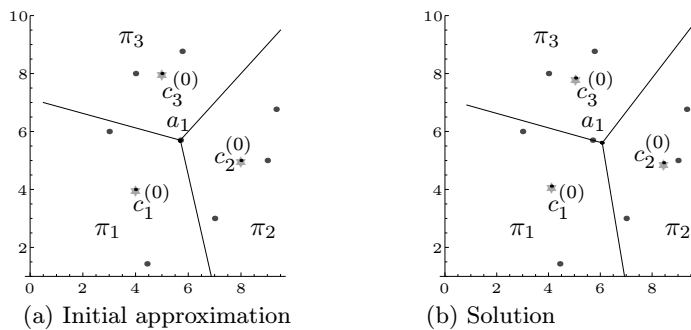 10
8
6
4
2
0 2 4 6 8
π₃
c₃⁽⁰⁾
a₁
c₂⁽⁰⁾
c₁⁽⁰⁾
π₁
π₂
(a) Initial approximation
10
8
6
4
2
0 2 4 6 8
π₃
c₃⁽⁰⁾
a₁
c₂⁽⁰⁾
c₁⁽⁰⁾
π₁
π₂
(b) Solution